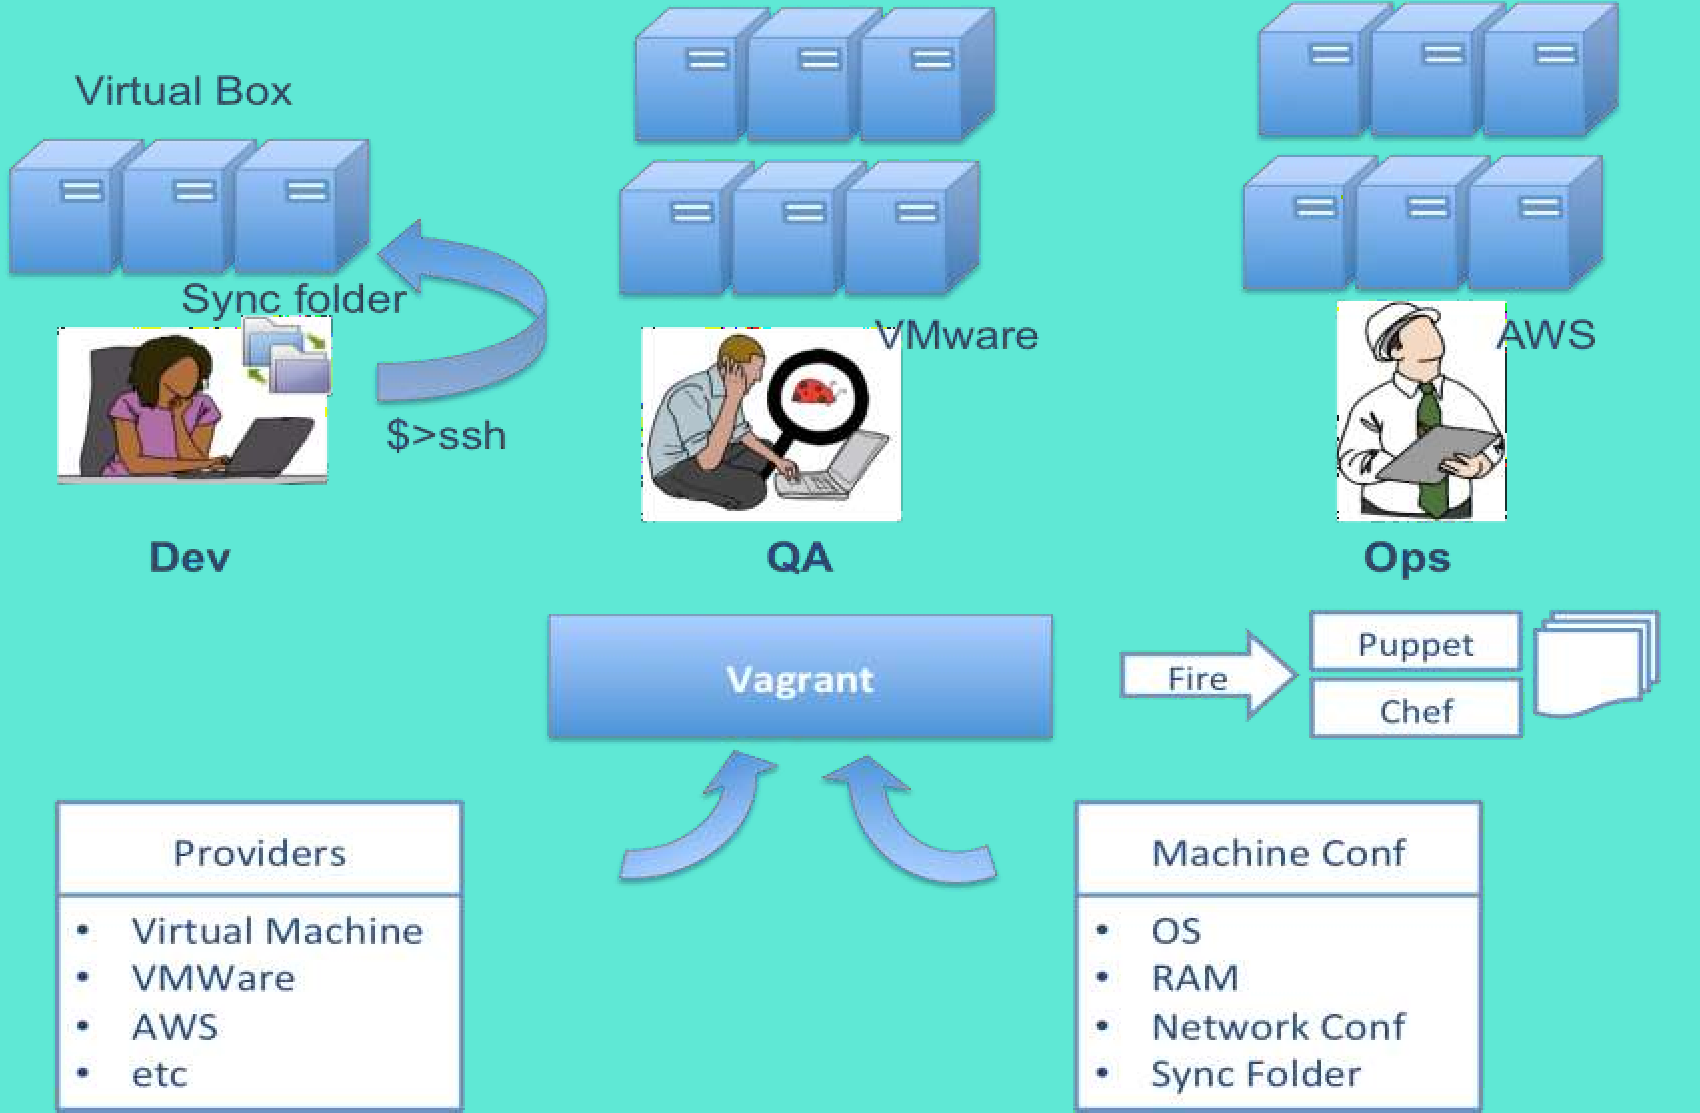 Virtual Box
Sync folder
$>ssh
VMware
AWS
Dev
QA
Ops
Vagrant
Fire
Puppet
Chef
Providers
• Virtual Machine
• VMWare
• AWS
• etc
Machine Conf
• OS
• RAM
• Network Conf
• Sync Folder